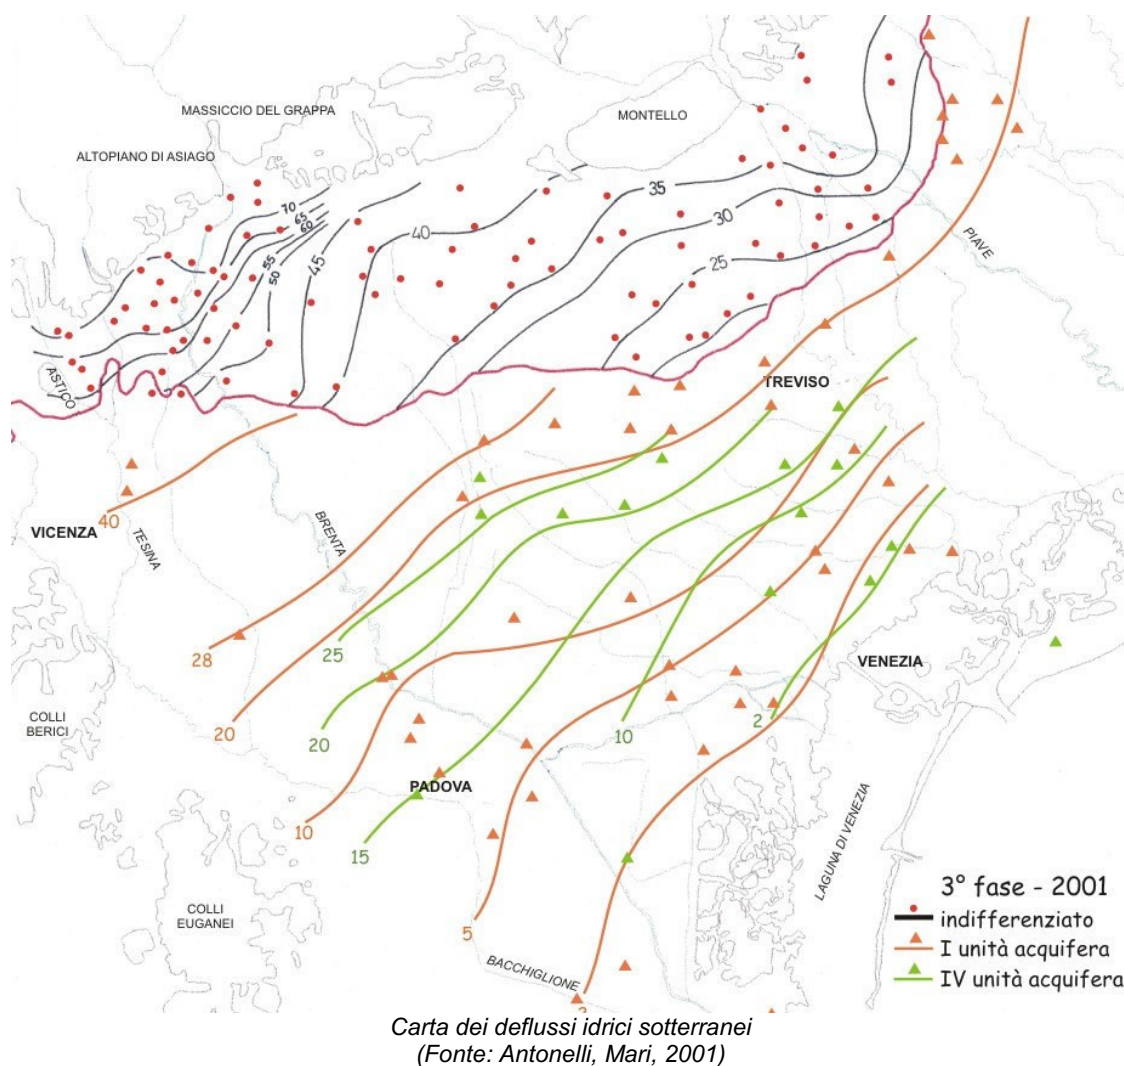 MASSICCIO DEL GRAPPA
MONTELLO
ALTOPIANO DI ASIAGO
35
70
65
60
30
40
PIAVE
55
45
50
25
ASTICO
TREVISO
40
VICENZA
TESINA
BRENTA
28
25
VENEZIA
COLLI
BERICI
20
20
10
2
PADOVA
10
15
LAGUNA DI VENEZIA
3° fase - 2001
indifferenziato
I unità acquifera
IV unità acquifera
COLLI
EUGANEI
5
BACCHIGLIONE
Carta dei deflussi idrici sotterranei
(Fonte: Antonelli, Mari, 2001)